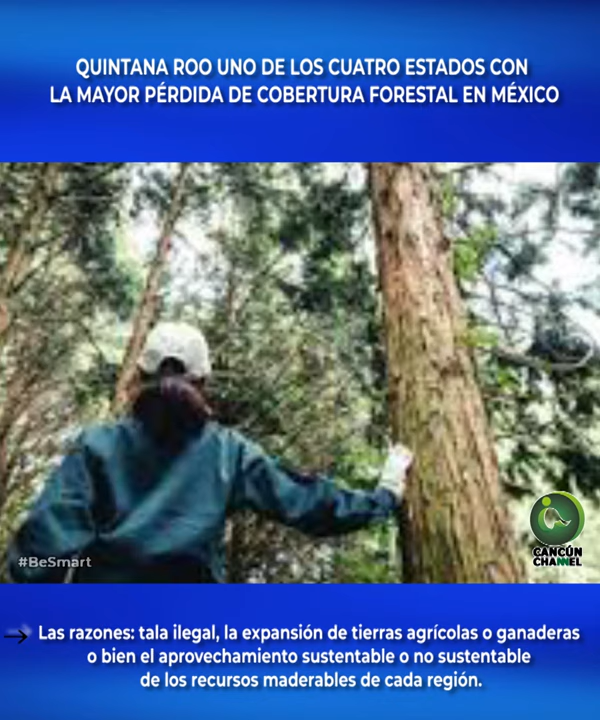 QUINTANA ROO UNO DE LOS CUATRO ESTADOS CON
LA MAYOR PÉRDIDA DE COBERTURA FORESTAL EN MÉXICO
#BeSmart
CANCÚN
CHANNEL
→ Las razones: tala ilegal, la expansión de tierras agrícolas o ganaderas
o bien el aprovechamiento sustentable o no sustentable
de los recursos maderables de cada región.